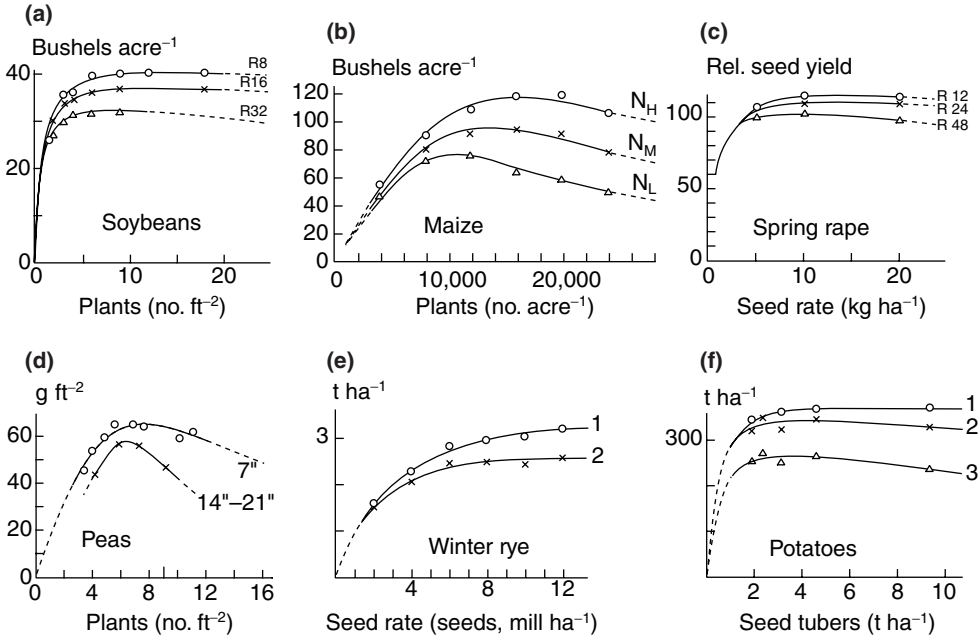 (a)
Bushels acre⁻¹
40
20
0
0
10
20
R8
R16
R32
Soybeans
Plants (no. ft⁻²)
(b)
Bushels acre⁻¹
120
100
80
60
40
20
0
10,000
20,000
N_H
N_M
N_L
Maize
Plants (no. acre⁻¹)
(c)
Rel. seed yield
100
50
0
0
10
20
R 12
R 24
R 48
Spring rape
Seed rate (kg ha⁻¹)
(d)
g ft⁻²
60
40
60
0
0
4
8
12
16
7"
14"–21"
Peas
Plants (no. ft⁻²)
(e)
t ha⁻¹
3
4
8
12
1
2
Winter rye
Seed rate (seeds, mill ha⁻¹)
(f)
t ha⁻¹
300
2
4
6
8
10
1
2
3
Potatoes
Seed tubers (t ha⁻¹)